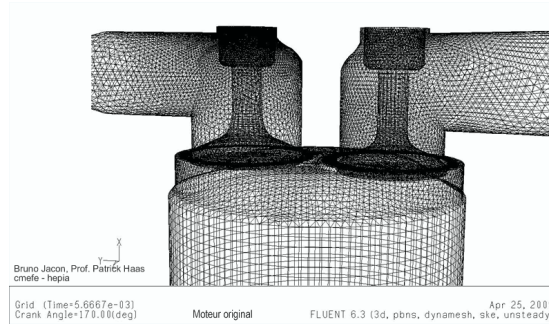 X
Y
Bruno Jacon, Prof. Patrick Haas
cmefe - hepia
Grid (Time=5.6667e-03)
Crank Angle=170.00(deg)
Moteur original
Apr 25, 200
FLUENT 6.3 (3d, pbns, dynamesh, ske, unsteady